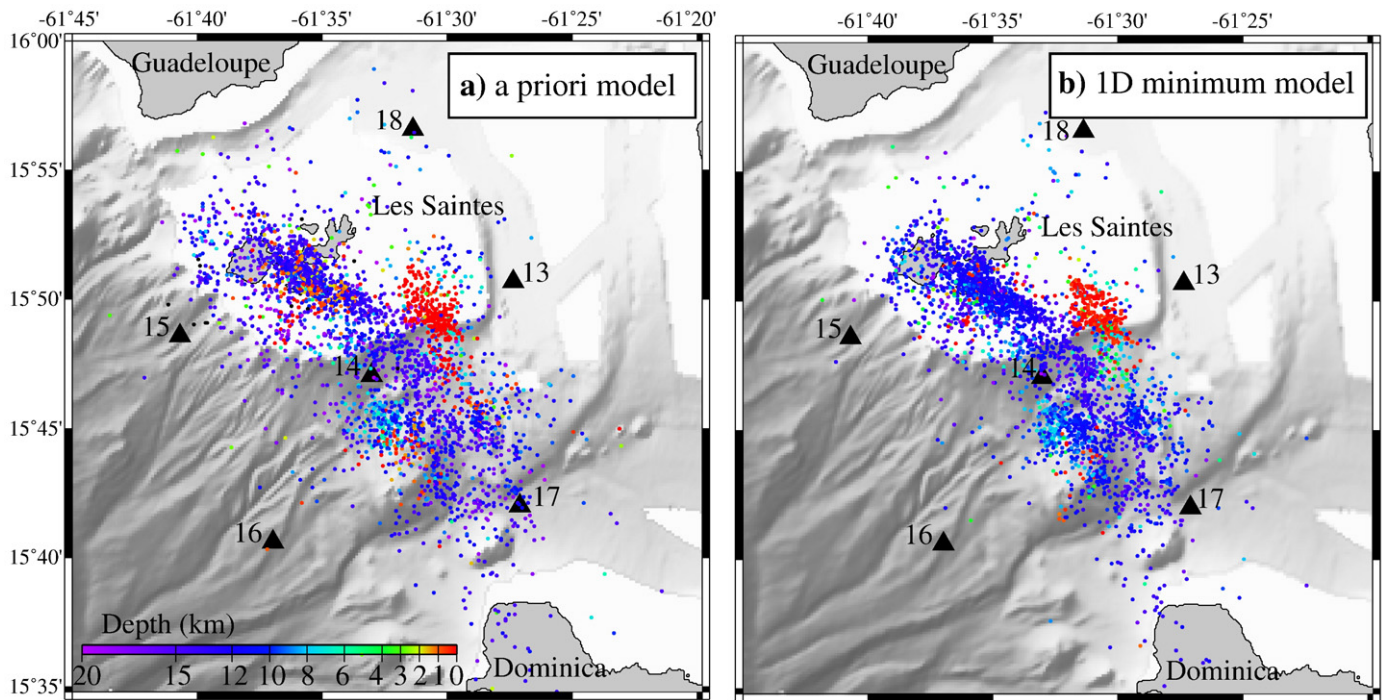 -61°45' -61°40' -61°35' -61°30' -61°25' -61°20'
-61°40' -61°35' -61°30' -61°25'
16°00'
15°55'
15°50'
15°45'
15°40'
15°35'
Guadeloupe
a) a priori model
18
Les Saintes
13
15
14
17
16
Depth (km)
20 15 12 10 8 6 4 3 2 1 0
Dominica
Guadeloupe
b) 1D minimum model
18
Les Saintes
13
15
14
17
16
Dominica